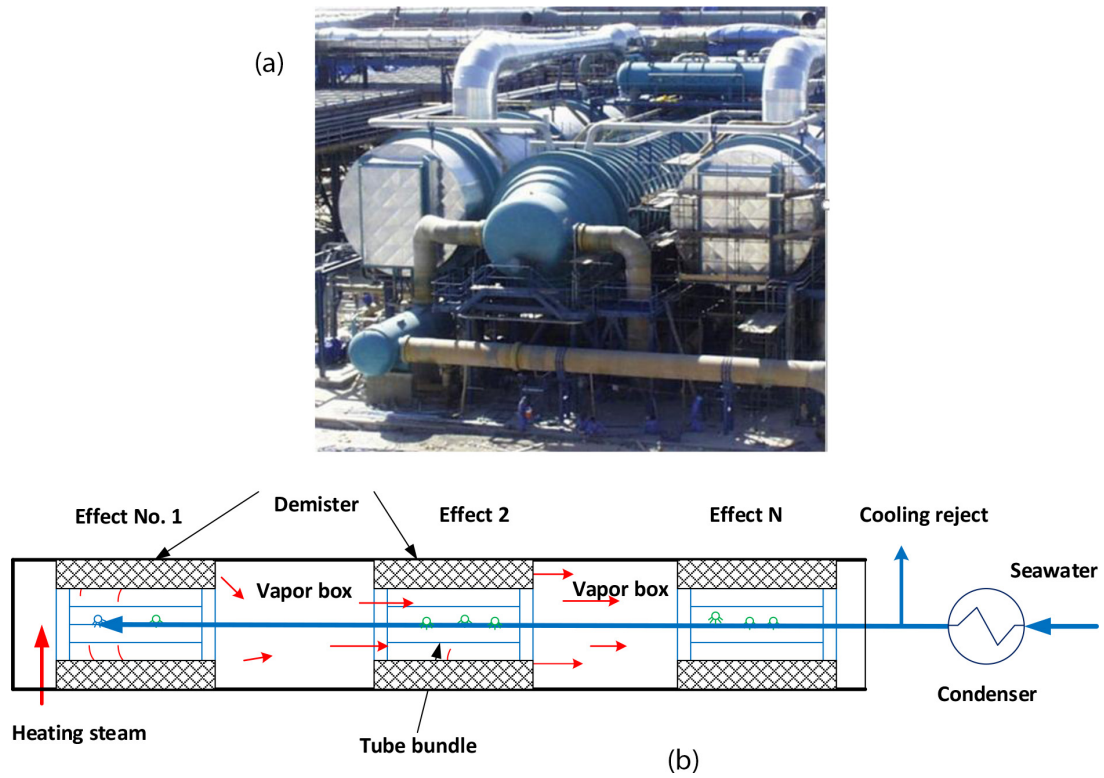 (a)
Effect No. 1
Demister
Effect 2
Effect N
Cooling reject
Vapor box
Vapor box
Seawater
Heating steam
Tube bundle
Condenser
(b)